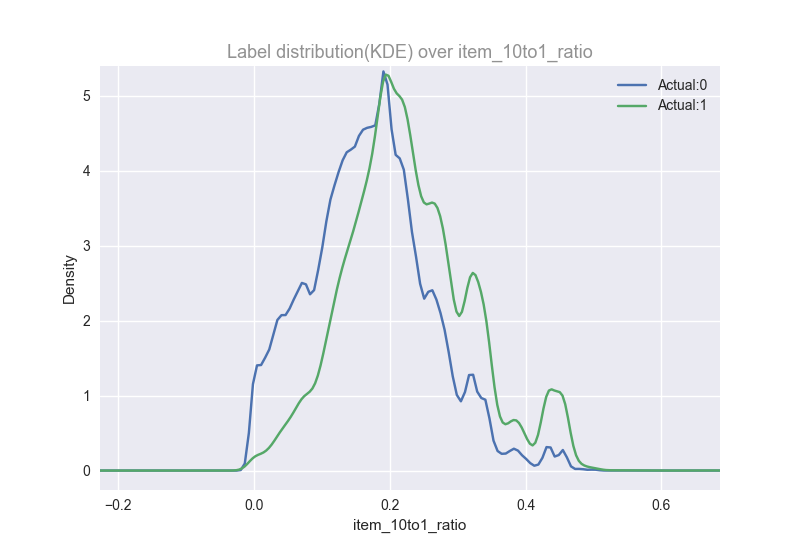 Label distribution(KDE) over item_10to1_ratio
Actual:0
Actual:1
Density
5
4
3
2
1
0
−0.2
0.0
0.2
0.4
0.6
item_10to1_ratio